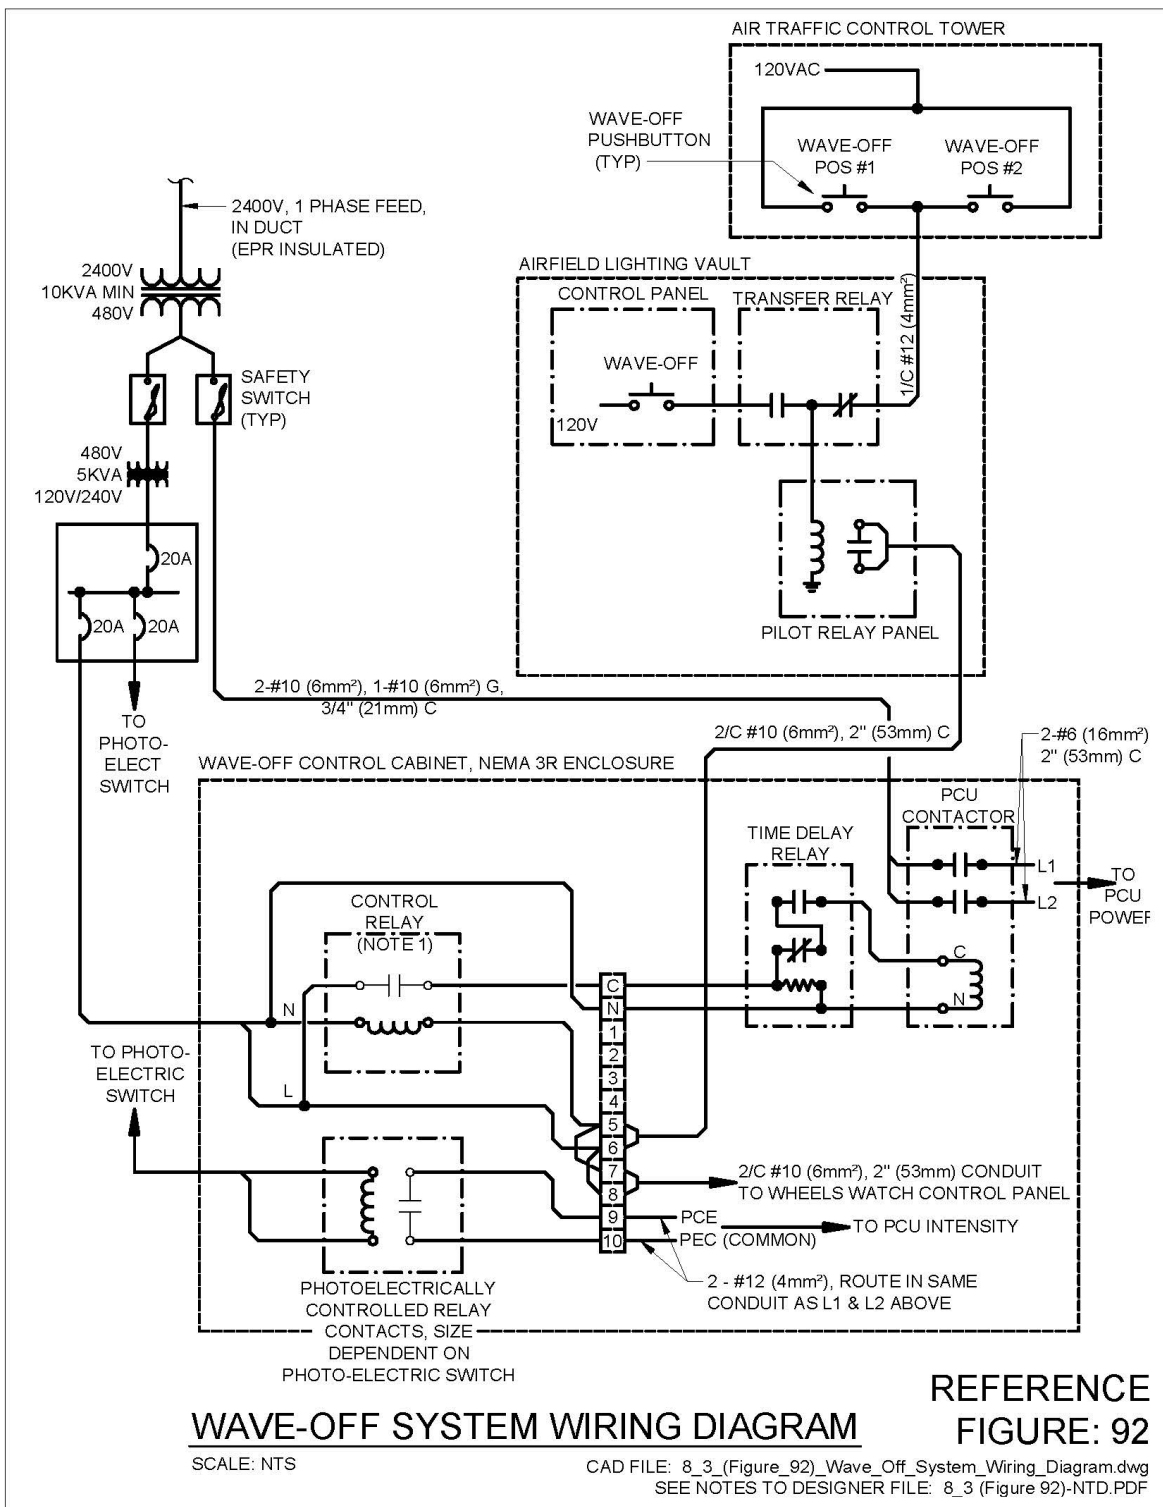 AIR TRAFFIC CONTROL TOWER
120VAC
WAVE-OFF
PUSHBUTTON
(TYP)
WAVE-OFF
POS #1
WAVE-OFF
POS #2
2400V, 1 PHASE FEED,
IN DUCT
(EPR INSULATED)
2400V
10KVA MIN
480V
AIRFIELD LIGHTING VAULT
CONTROL PANEL
TRANSFER RELAY
1/C #12 (4mm²)
WAVE-OFF
120V
SAFETY
SWITCH
(TYP)
480V
5KVA
120V/240V
20A
20A
20A
PILOT RELAY PANEL
2-#10 (6mm²), 1-#10 (6mm²) G,
3/4" (21mm) C
TO
PHOTO-
ELECT
SWITCH
2/C #10 (6mm²), 2" (53mm) C
2-#6 (16mm²)
2" (53mm) C
WAVE-OFF CONTROL CABINET, NEMA 3R ENCLOSURE
PCU
CONTACTOR
TIME DELAY
RELAY
L1
L2
TO
PCU
POWER
CONTROL
RELAY
(NOTE 1)
C
N
C
N
1
2
3
4
5
6
7
8
9
10
N
L
TO PHOTO-
ELECTRIC
SWITCH
2/C #10 (6mm²), 2" (53mm) CONDUIT
TO WHEELS WATCH CONTROL PANEL
PCE
PEC (COMMON)
TO PCU INTENSITY
2 - #12 (4mm²), ROUTE IN SAME
CONDUIT AS L1 & L2 ABOVE
PHOTOELECTRICALLY
CONTROLLED RELAY
CONTACTS, SIZE
DEPENDENT ON
PHOTO-ELECTRIC SWITCH
WAVE-OFF SYSTEM WIRING DIAGRAM
SCALE: NTS
REFERENCE
FIGURE: 92
CAD FILE: 8_3_(Figure_92)_Wave_Off_System_Wiring_Diagram.dwg
SEE NOTES TO DESIGNER FILE: 8_3 (Figure 92)-NTD.PDF